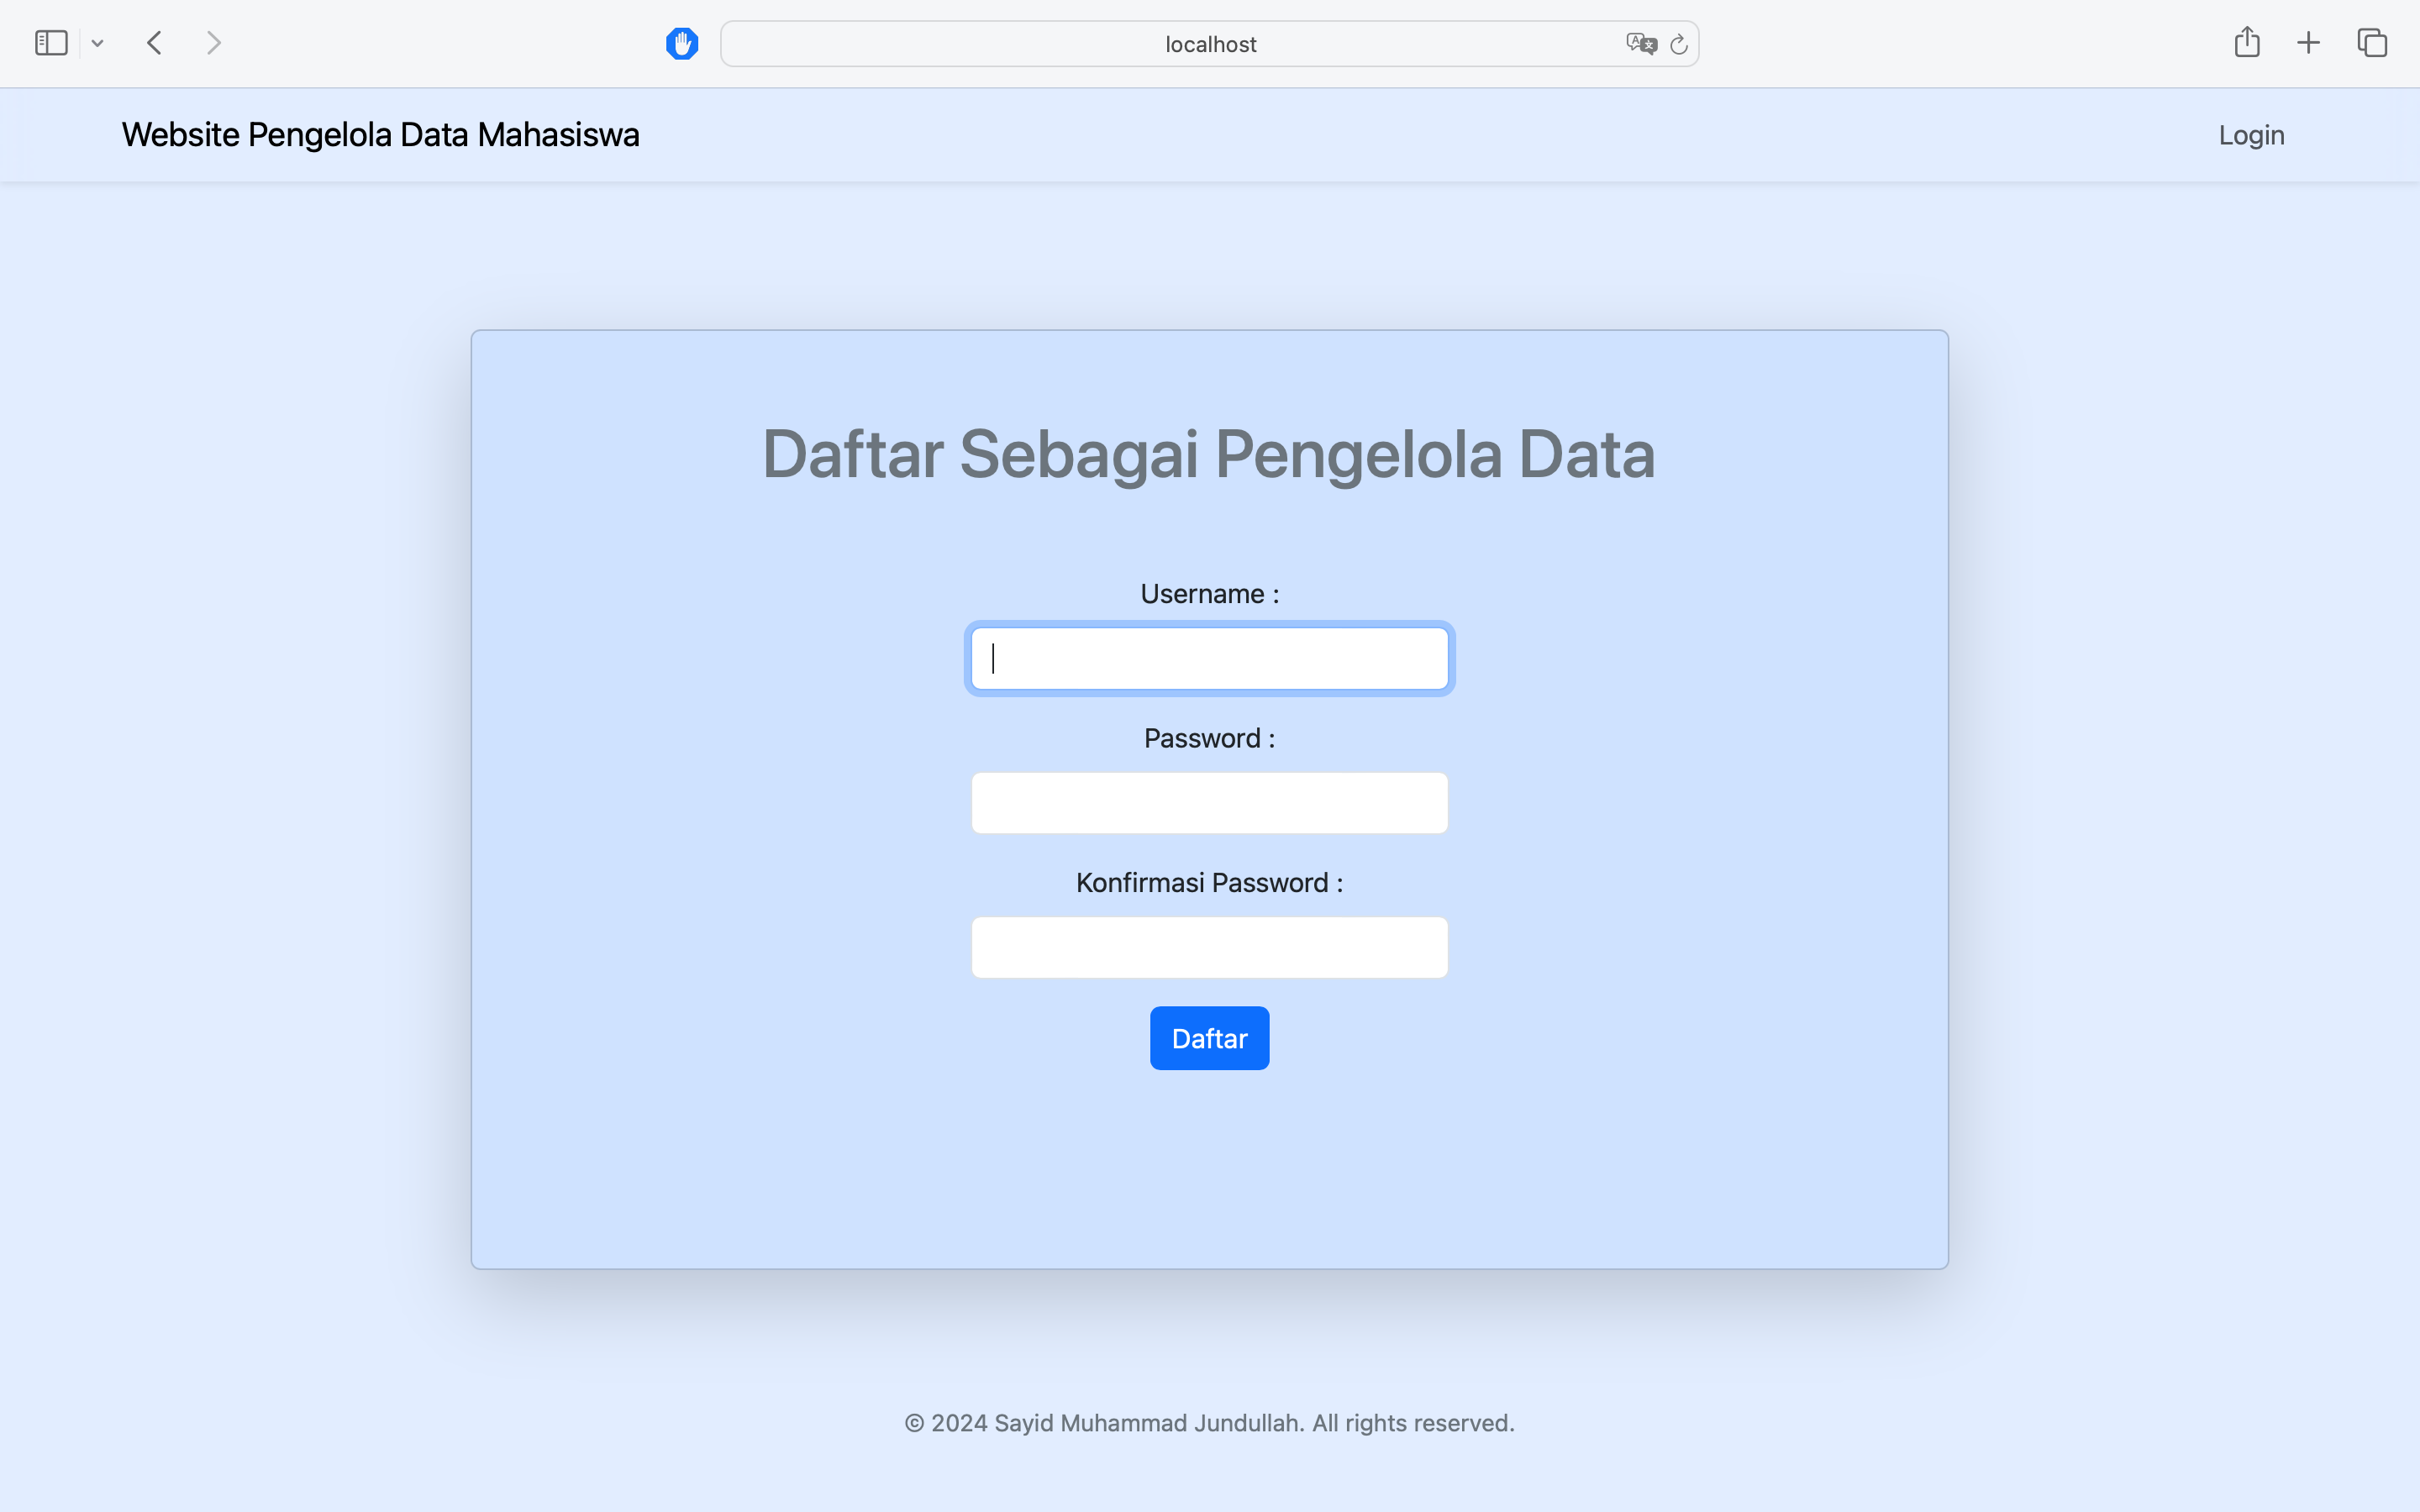 localhost
Website Pengelola Data Mahasiswa
Login
Daftar Sebagai Pengelola Data
Username :
Password :
Konfirmasi Password :
Daftar
© 2024 Sayid Muhammad Jundullah. All rights reserved.